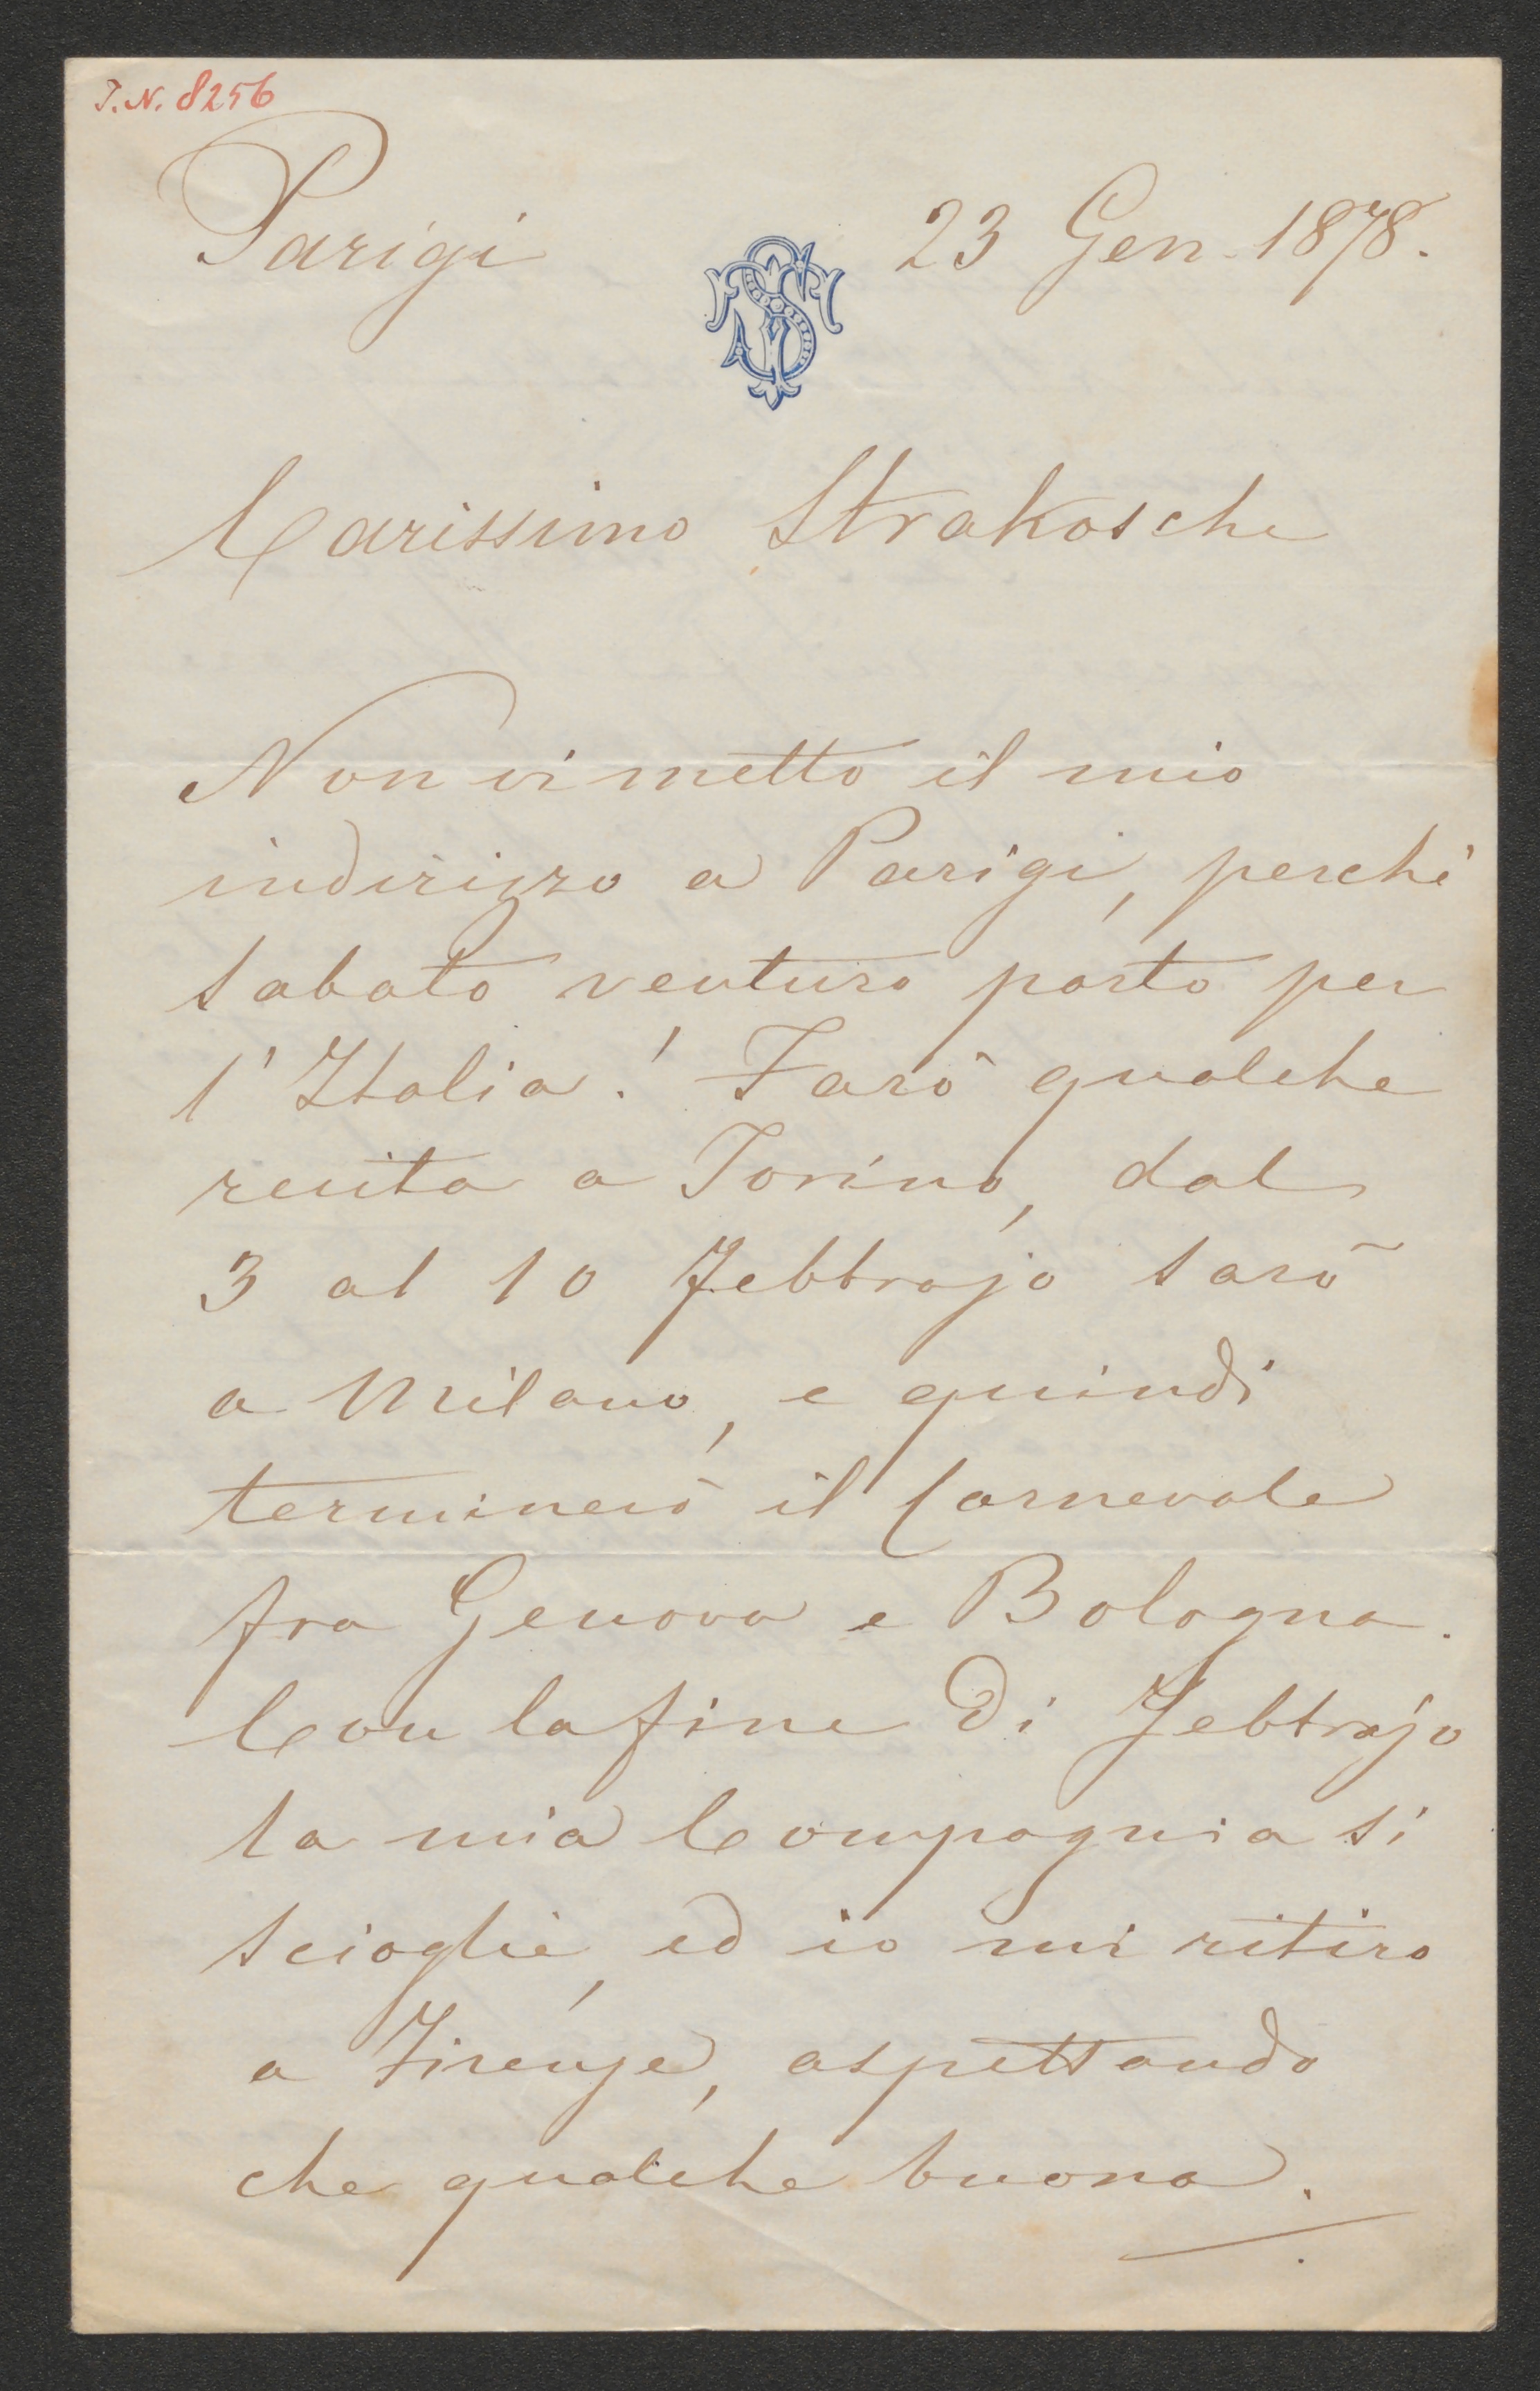 I.N. 8256
Parigi 23 Gen. 1878.
TS
Carissimo Strakosche
Non vi metto il mio
indirizzo a Parigi, perchè
sabato venturo parto per
l'Italia! Farò qualche
recita a Torino, dal
3 al 10 Febbrajo sarò
a Milano, e quindi
terminerò il Carnevale
fra Genova e Bologna.
Con la fine di Febbrajo
la mia Compagnia si
scioglie, ed io mi ritiro
a Firenze, aspettando
che qualche buona